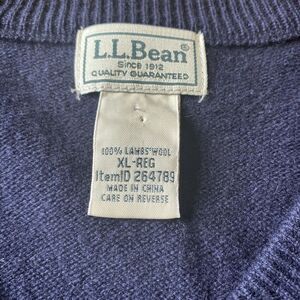 L.L.Bean®
SINCE 1912
QUALITY GUARANTEED
100% LAMBS'WOOL
XL-REG
ItemID 264789
MADE IN CHINA
CARE ON REVERSE